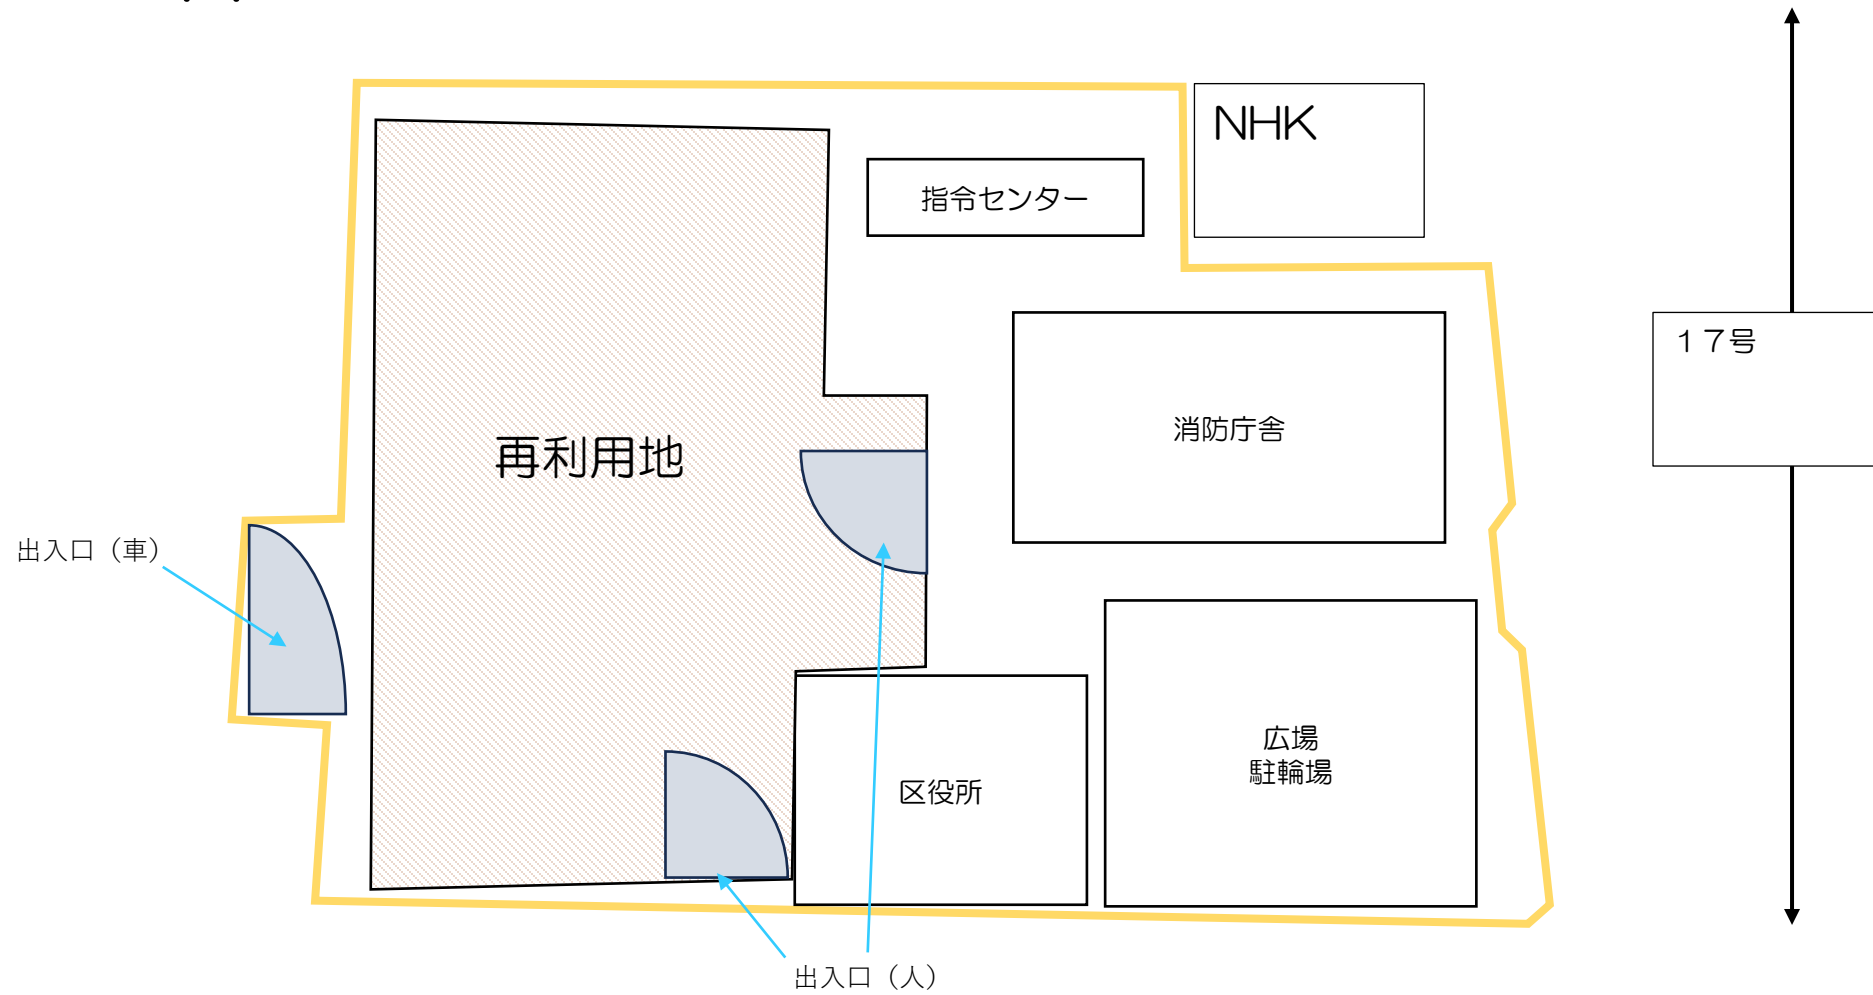 NHK
指令センター
17号
消防庁舎
再利用地
出入口（車）
広場
駐輪場
区役所
出入口（人）